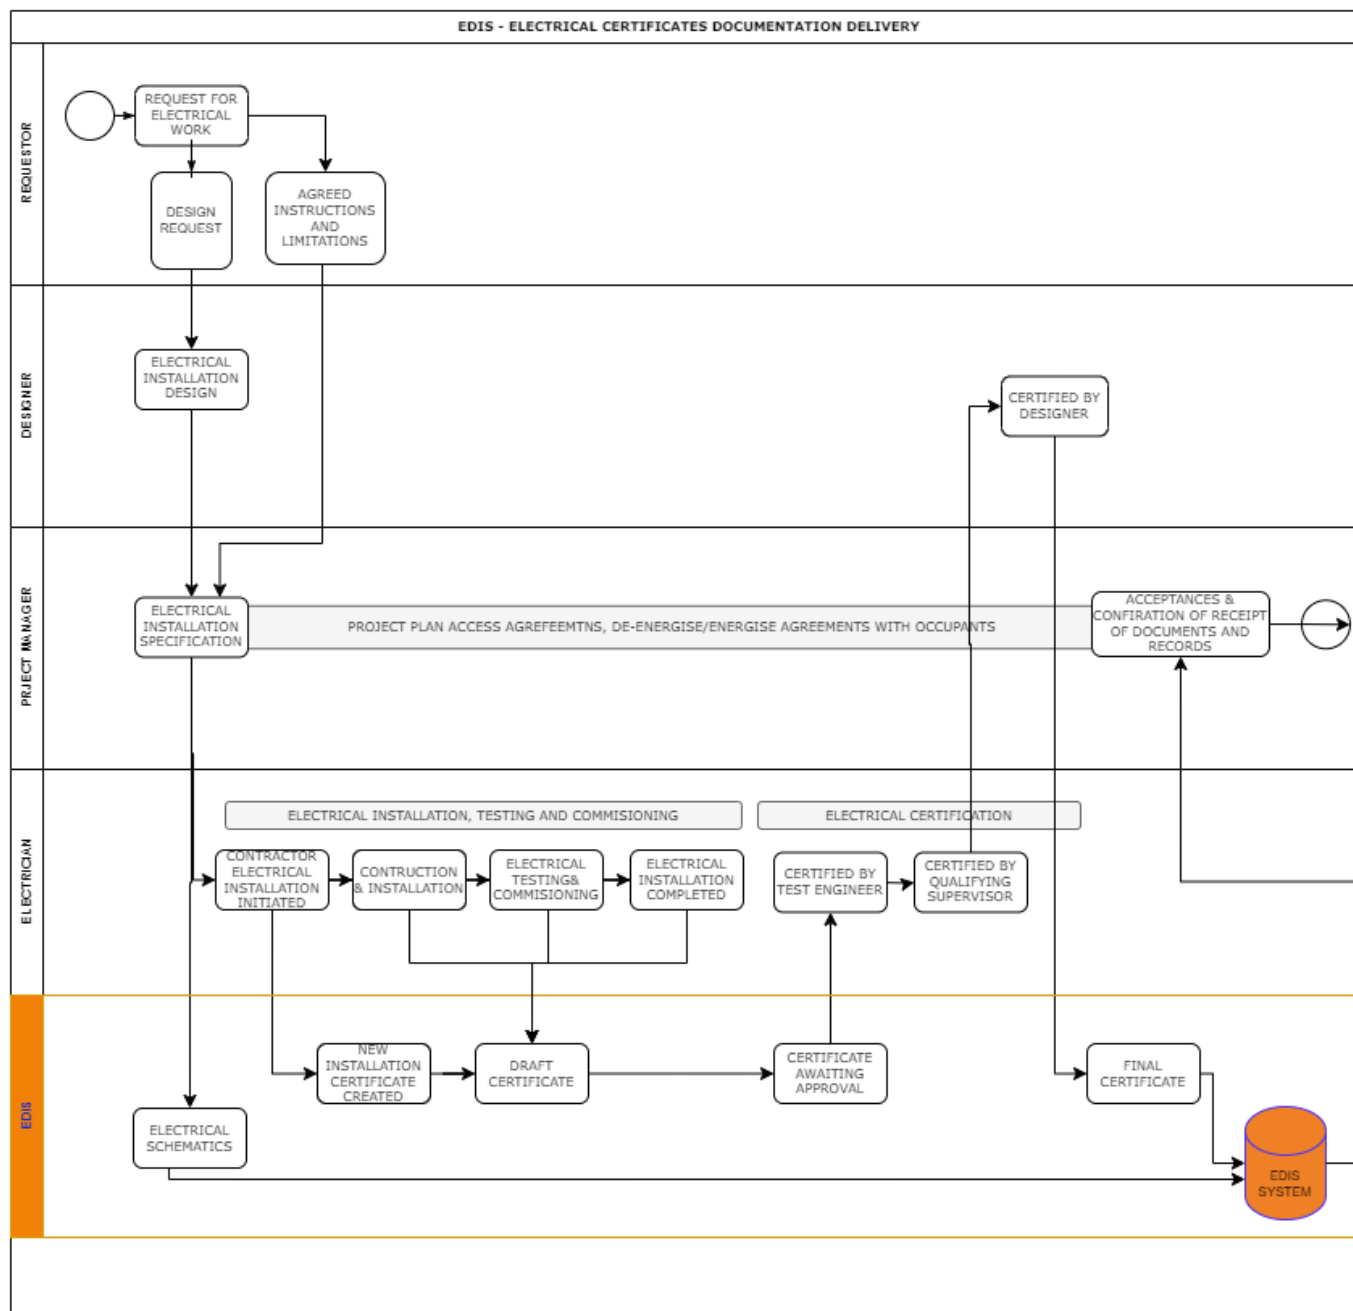 EDIS - ELECTRICAL CERTIFICATES DOCUMENTATION DELIVERY
REQUESTOR
REQUEST FOR
ELECTRICAL
WORK
DESIGN
REQUEST
AGREED
INSTRUCTIONS
AND
LIMITATIONS
DESIGNER
ELECTRICAL
INSTALLATION
DESIGN
CERTIFIED BY
DESIGNER
PRJECT MANAGER
ELECTRICAL
INSTALLATION
SPECIFICATION
PROJECT PLAN ACCESS AGREFEEMTNS, DE-ENERGISE/ENERGISE AGREEMENTS WITH OCCUPANTS
ACCEPTANCES &
CONFIRATION OF RECEIPT
OF DOCUMENTS AND
RECORDS
ELECTRICIAN
ELECTRICAL INSTALLATION, TESTING AND COMMISIONING
ELECTRICAL CERTIFICATION
CONTRACTOR
ELECTRICAL
INSTALLATION
INITIATED
CONTRUCTION
& INSTALLATION
ELECTRICAL
TESTING&
COMMISIONING
ELECTRICAL
INSTALLATION
COMPLETED
CERTIFIED BY
TEST ENGINEER
CERTIFIED BY
QUALIFYING
SUPERVISOR
EDIS
NEW
INSTALLATION
CERTIFICATE
CREATED
DRAFT
CERTIFICATE
CERTIFICATE
AWAITING
APPROVAL
FINAL
CERTIFICATE
ELECTRICAL
SCHEMATICS
EDIS
SYSTEM